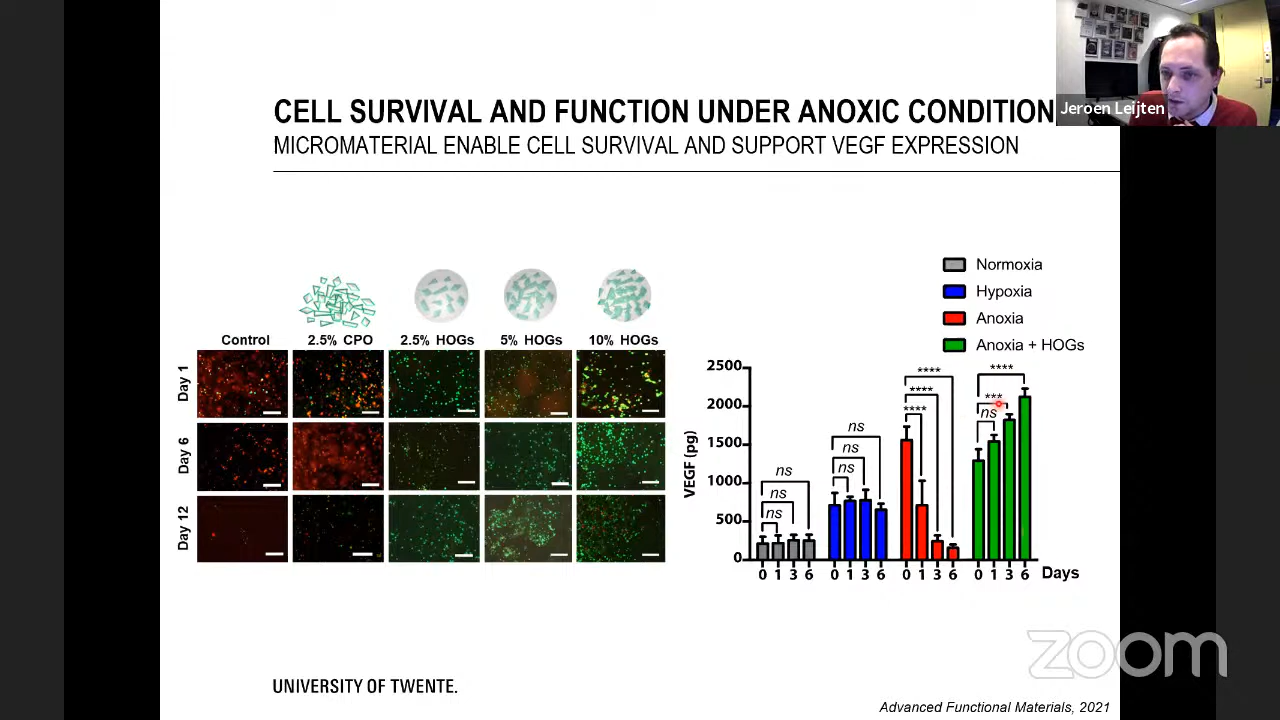 CELL SURVIVAL AND FUNCTION UNDER ANOXIC CONDITION
Jeroen Leijten
MICROMATERIAL ENABLE CELL SURVIVAL AND SUPPORT VEGF EXPRESSION
Control
2.5% CPO
2.5% HOGs
5% HOGs
10% HOGs
Day 1
Day 6
Day 12
Normoxia
Hypoxia
Anoxia
Anoxia + HOGs
VEGF (pg)
2500
2000
1500
1000
500
0
ns
ns
ns
ns
ns
ns
****
****
****
****
***
ns
0 1 3 6 0 1 3 6 0 1 3 6 0 1 3 6 Days
zoom
UNIVERSITY OF TWENTE.
Advanced Functional Materials, 2021